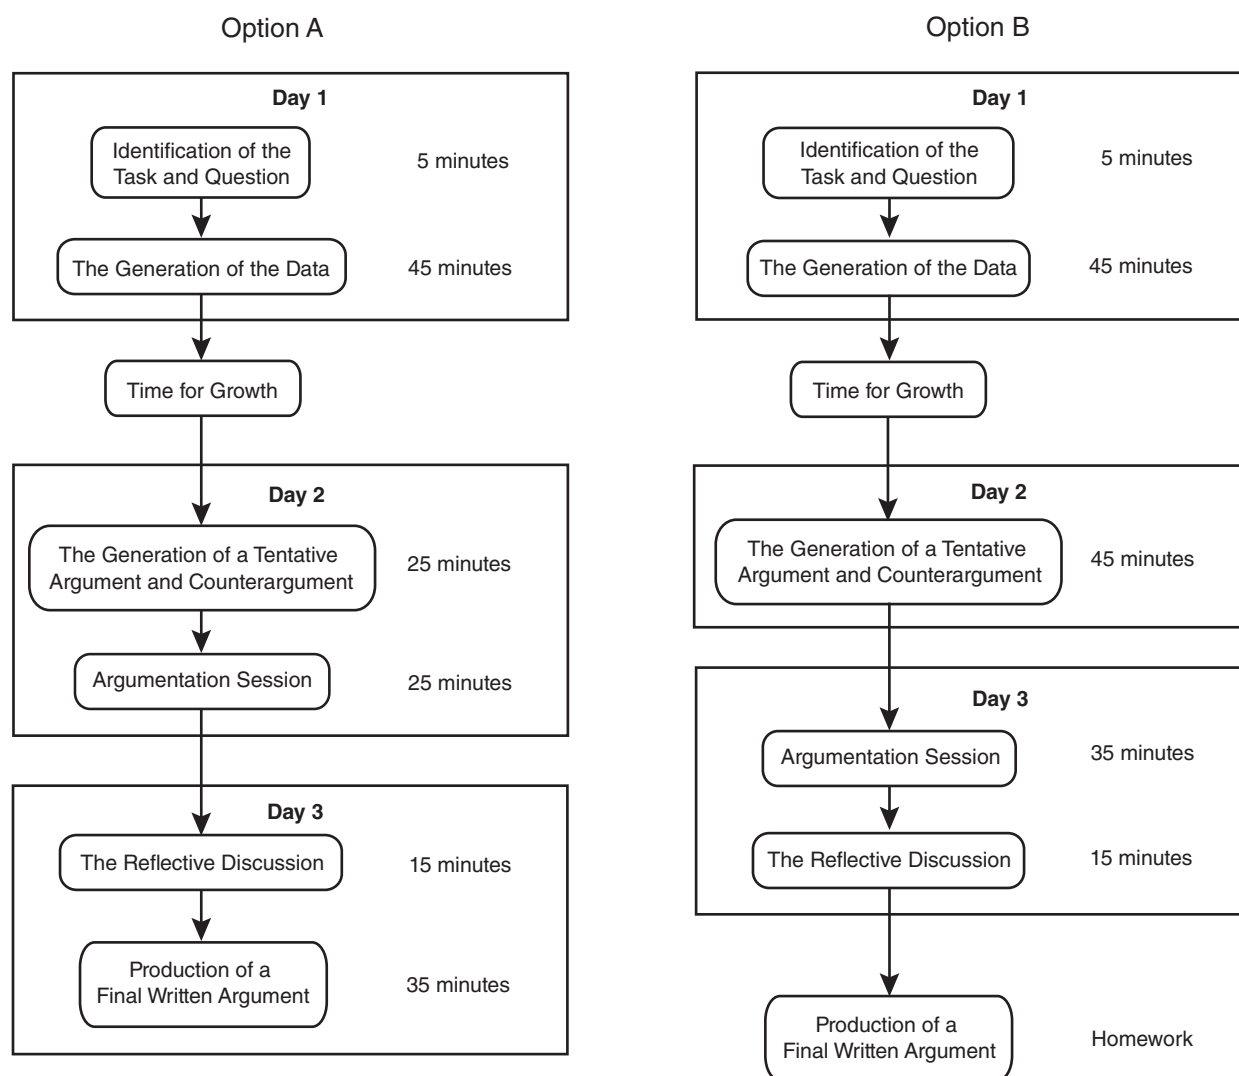 Option A
Day 1
Identification of the
Task and Question
5 minutes
The Generation of the Data
45 minutes
Time for Growth
Day 2
The Generation of a Tentative
Argument and Counterargument
25 minutes
Argumentation Session
25 minutes
Day 3
The Reflective Discussion
15 minutes
Production of a
Final Written Argument
35 minutes
Option B
Day 1
Identification of the
Task and Question
5 minutes
The Generation of the Data
45 minutes
Time for Growth
Day 2
The Generation of a Tentative
Argument and Counterargument
45 minutes
Day 3
Argumentation Session
35 minutes
The Reflective Discussion
15 minutes
Production of a
Final Written Argument
Homework